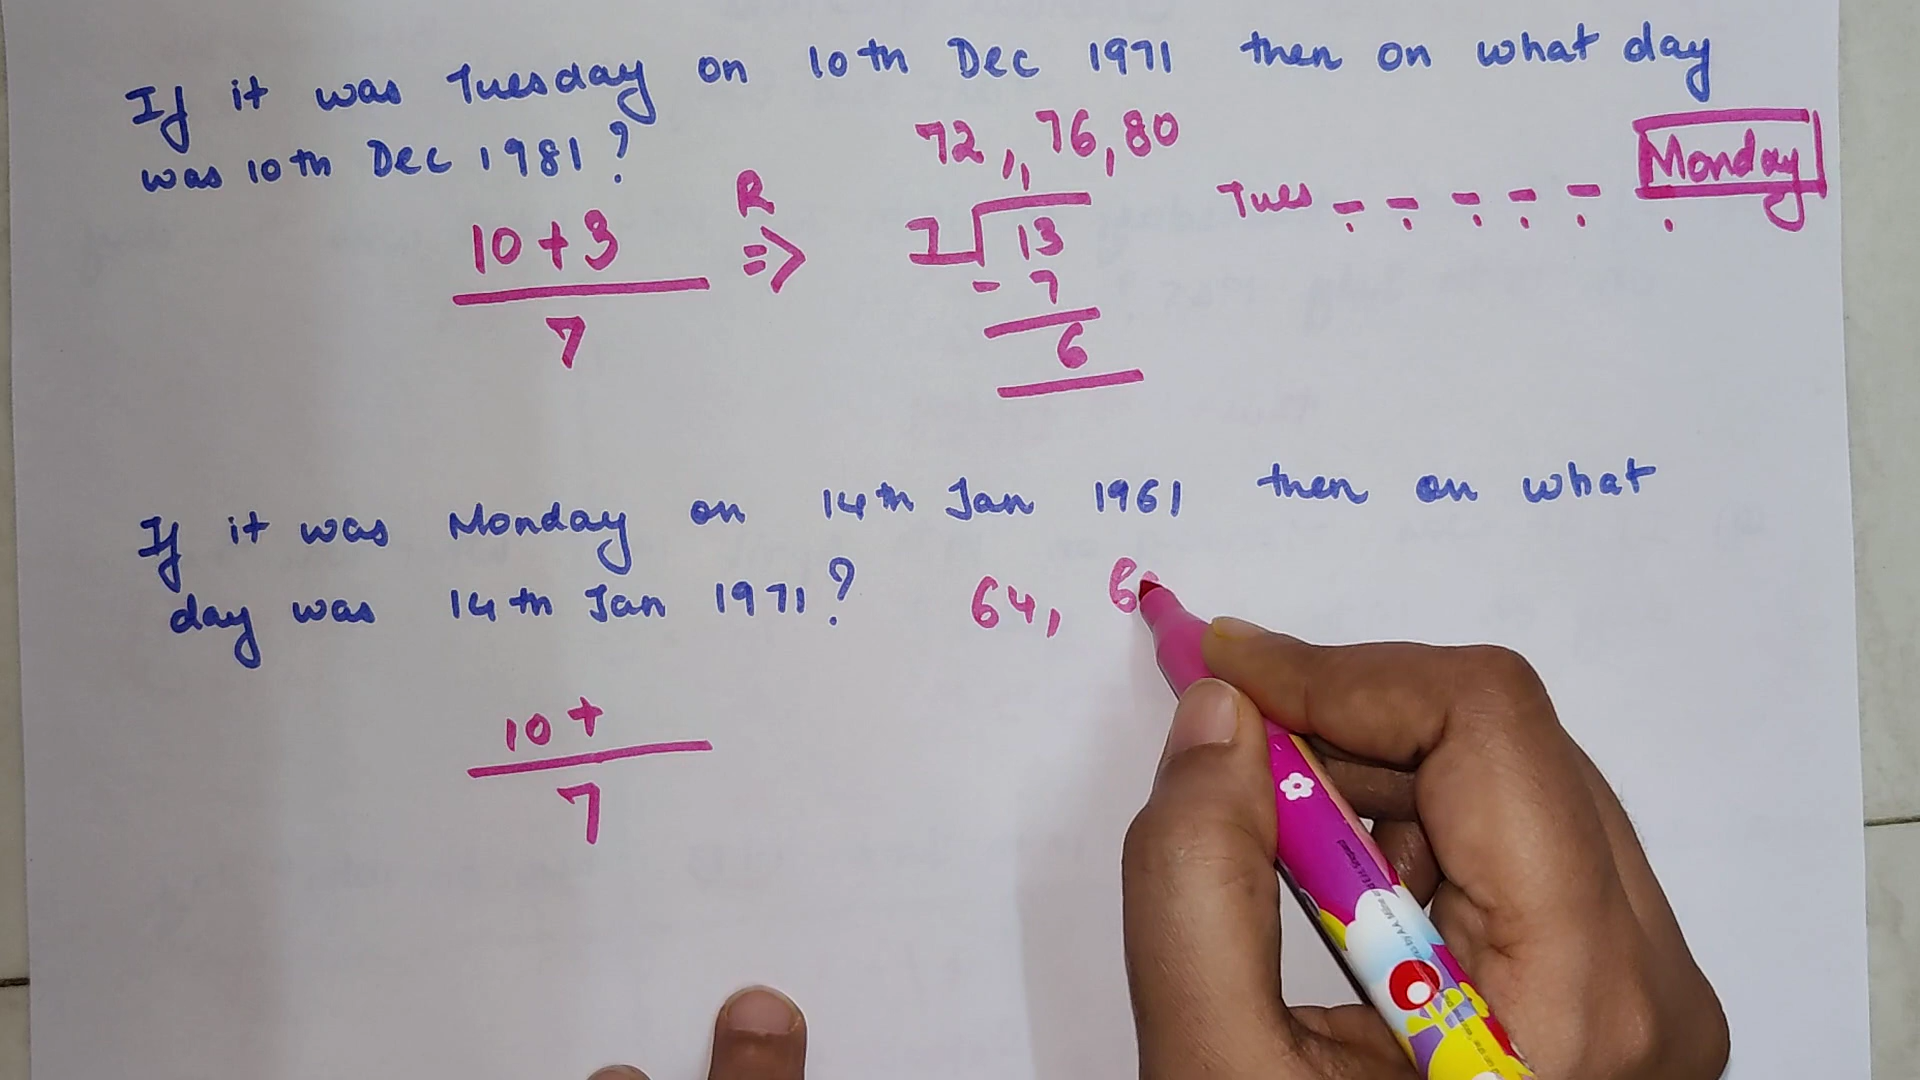 If it was Tuesday on 10th Dec 1971 then on what day
was 10th Dec 1981?
72, 76, 80
10+3
7
R
=>
7 13
- 7
6
Tues - - - - - Monday
If it was Monday on 14th Jan 1961 then on what
day was 14th Jan 1971?
64, 6
10+
7